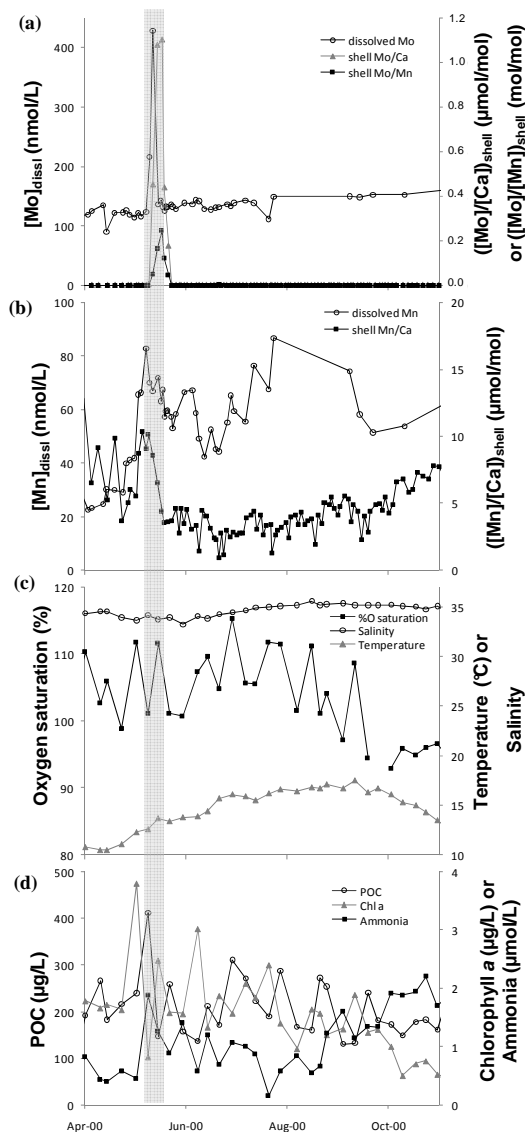 (a)
[Mo]dissl (nmol/L)
400
300
200
100
0
dissolved Mo
shell Mo/Ca
shell Mo/Mn
1.2
1.0
0.8
0.6
0.4
0.2
0.0
([Mo]/[Ca])shell (µmol/mol)
or ([Mo]/[Mn])shell (mol/mol)
(b)
[Mn]dissl (nmol/L)
100
80
60
40
20
0
dissolved Mn
shell Mn/Ca
20
15
10
5
0
([Mn]/[Ca])shell (µmol/mol)
(c)
Oxygen saturation (%)
120
110
100
90
80
%O saturation
Salinity
Temperature
35
30
25
20
15
10
Temperature (°C) or
Salinity
(d)
POC (µg/L)
500
400
300
200
100
0
POC
Chl a
Ammonia
4
3
2
1
0
Chlorophyll a (µg/L) or
Ammonia (µmol/L)
Apr-00 Jun-00 Aug-00 Oct-00